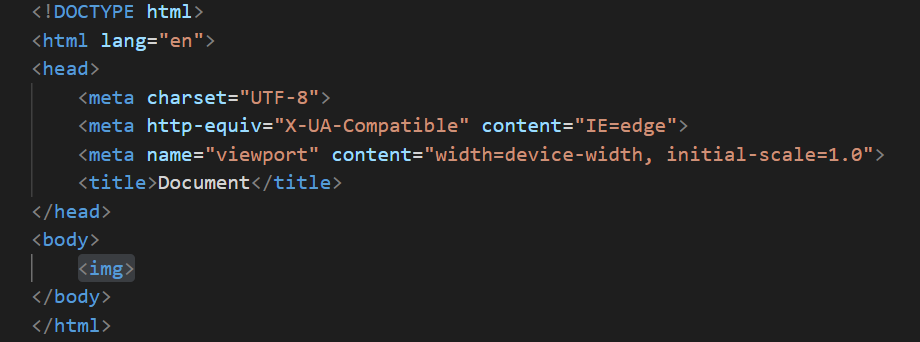 <!DOCTYPE html>
<html lang="en">
<head>
    <meta charset="UTF-8">
    <meta http-equiv="X-UA-Compatible" content="IE=edge">
    <meta name="viewport" content="width=device-width, initial-scale=1.0">
    <title>Document</title>
</head>
<body>
    <img>
</body>
</html>